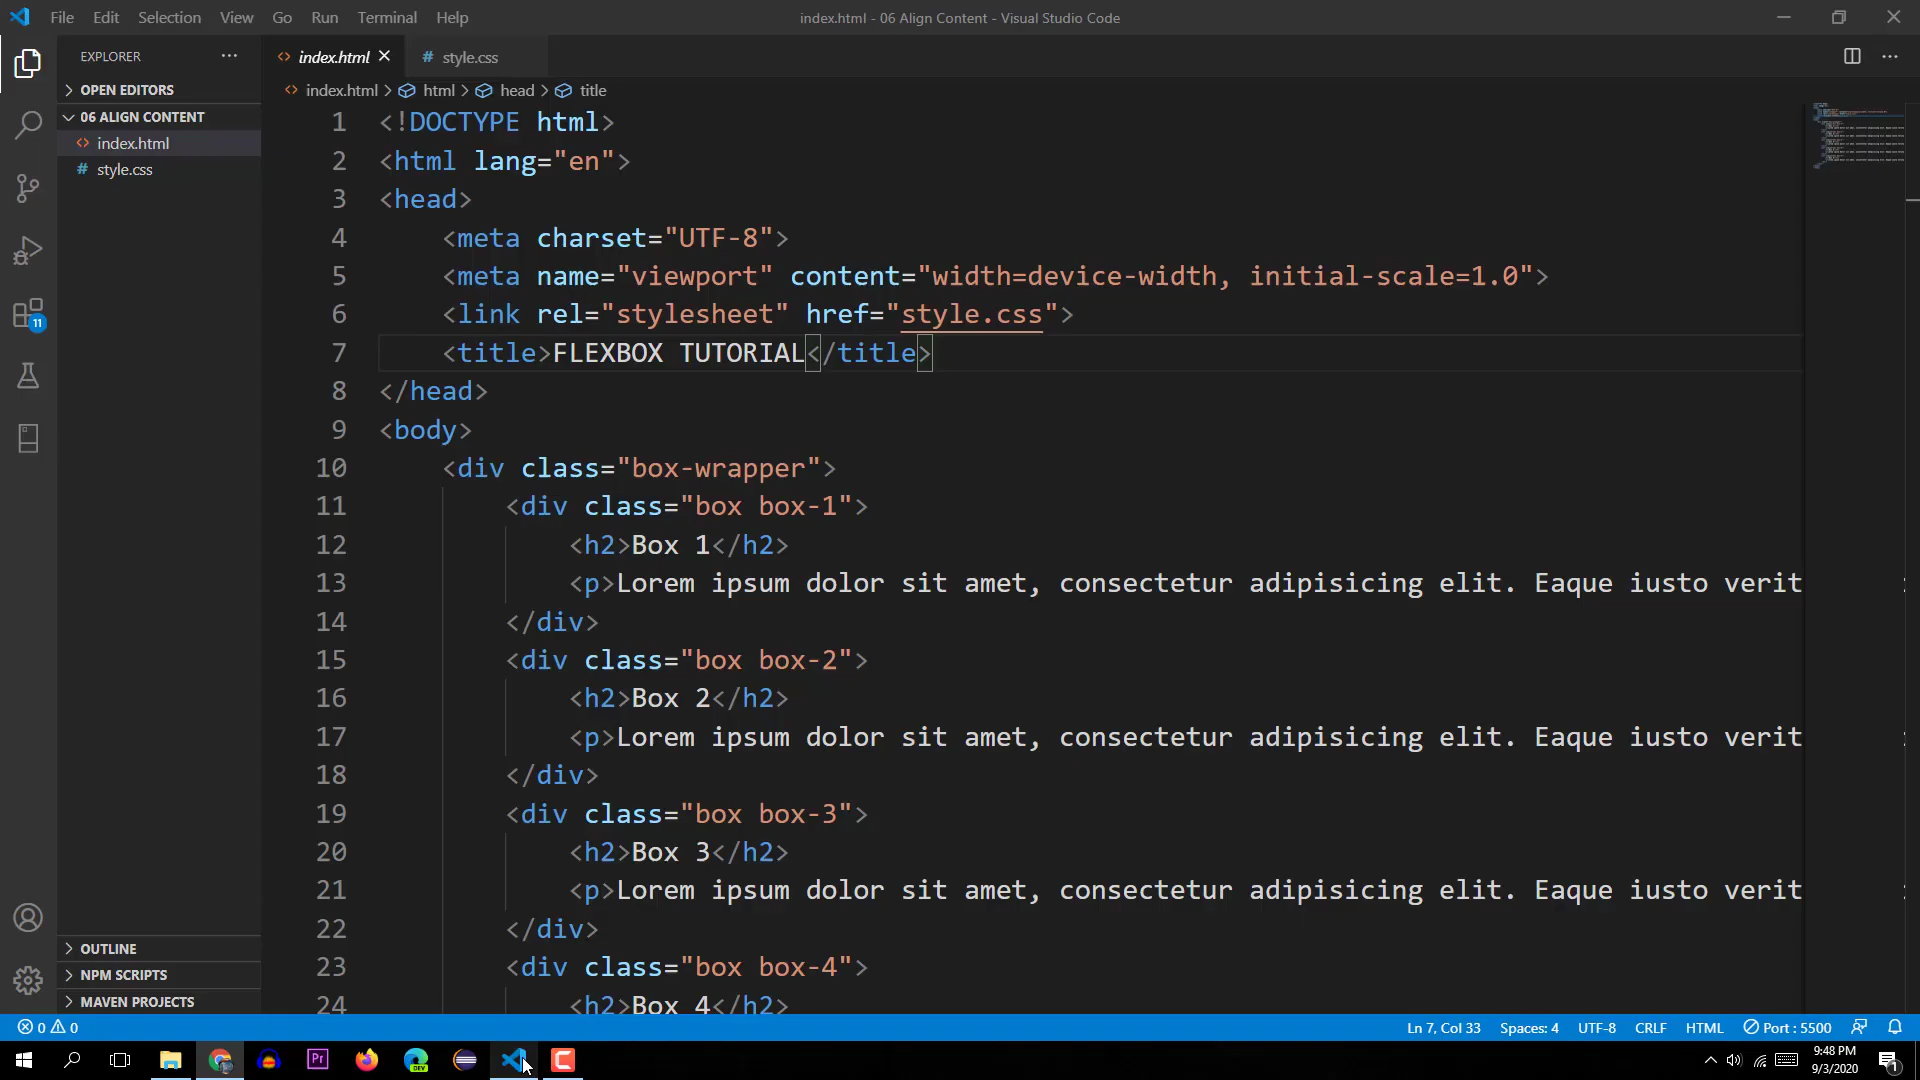 File Edit Selection View Go Run Terminal Help
index.html - 06 Align Content - Visual Studio Code
EXPLORER
index.html
# style.css
OPEN EDITORS
06 ALIGN CONTENT
index.html
# style.css
index.html > html > head > title
1 <!DOCTYPE html>
2 <html lang="en">
3 <head>
4 <meta charset="UTF-8">
5 <meta name="viewport" content="width=device-width, initial-scale=1.0">
6 <link rel="stylesheet" href="style.css">
7 <title>FLEXBOX TUTORIAL</title>
8 </head>
9 <body>
10 <div class="box-wrapper">
11 <div class="box box-1">
12 <h2>Box 1</h2>
13 <p>Lorem ipsum dolor sit amet, consectetur adipisicing elit. Eaque iusto verit
14 </div>
15 <div class="box box-2">
16 <h2>Box 2</h2>
17 <p>Lorem ipsum dolor sit amet, consectetur adipisicing elit. Eaque iusto verit
18 </div>
19 <div class="box box-3">
20 <h2>Box 3</h2>
21 <p>Lorem ipsum dolor sit amet, consectetur adipisicing elit. Eaque iusto verit
22 </div>
23 <div class="box box-4">
24 <h2>Box 4</h2>
11
OUTLINE
NPM SCRIPTS
MAVEN PROJECTS
0 0
Ln 7, Col 33 Spaces: 4 UTF-8 CRLF HTML Port : 5500
Pr
DEV
C
9:48 PM
9/3/2020
1